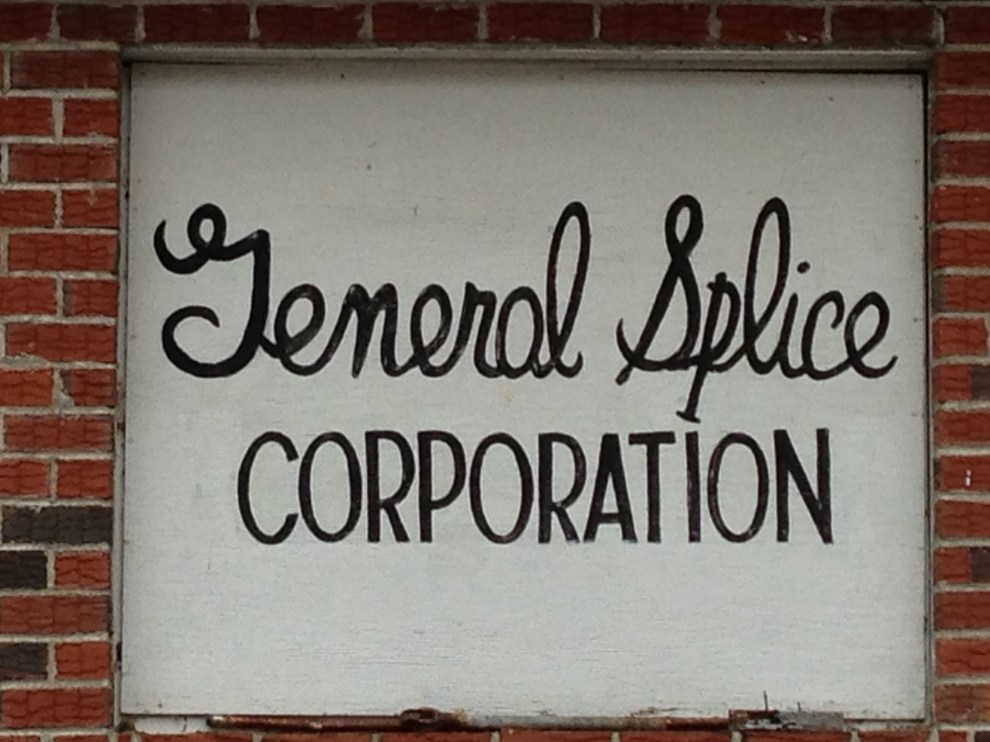 General Splice
CORPORATION